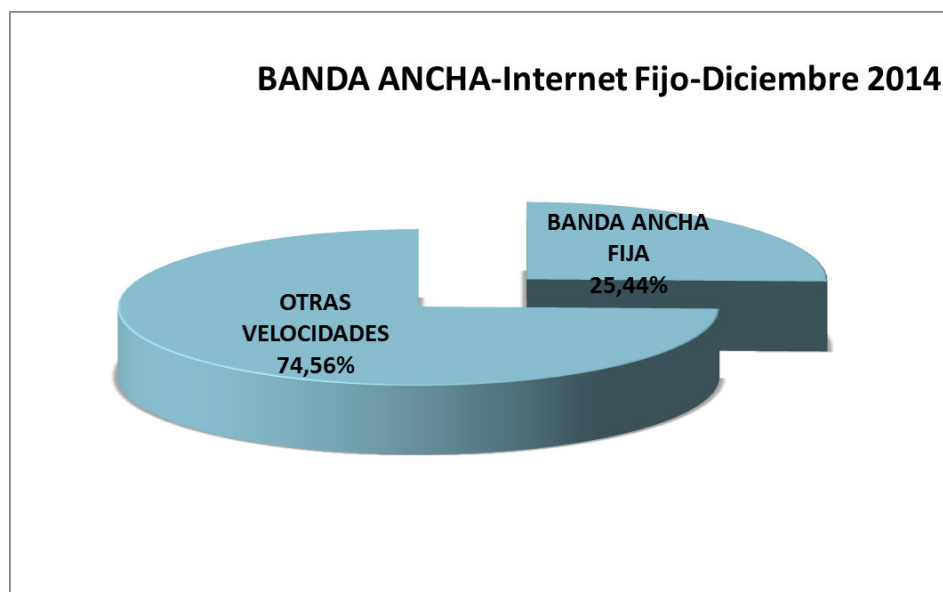 BANDA ANCHA-Internet Fijo-Diciembre 2014
BANDA ANCHA
FIJA
25,44%
OTRAS
VELOCIDADES
74,56%